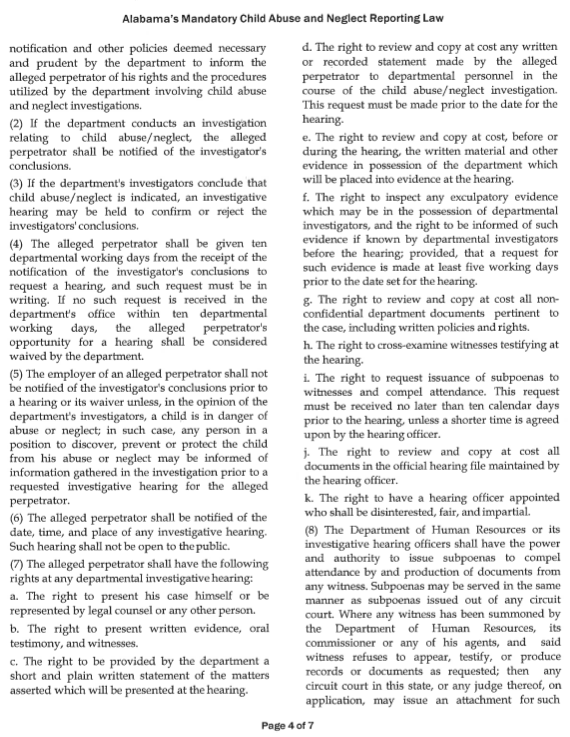 Alabama's Mandatory Child Abuse and Neglect Reporting Law
notification and other policies deemed necessary
and prudent by the department to inform the
alleged perpetrator of his rights and the procedures
utilized by the department involving child abuse
and neglect investigations.
(2) If the department conducts an investigation
relating to child abuse/neglect, the alleged
perpetrator shall be notified of the investigator's
conclusions.
(3) If the department's investigators conclude that
child abuse/neglect is indicated, an investigative
hearing may be held to confirm or reject the
investigators' conclusions.
(4) The alleged perpetrator shall be given ten
departmental working days from the receipt of the
notification of the investigator's conclusions to
request a hearing, and such request must be in
writing. If no such request is received in the
department's office within ten departmental
working days, the alleged perpetrator's
opportunity for a hearing shall be considered
waived by the department.
(5) The employer of an alleged perpetrator shall not
be notified of the investigator's conclusions prior to
a hearing or its waiver unless, in the opinion of the
department's investigators, a child is in danger of
abuse or neglect; in such case, any person in a
position to discover, prevent or protect the child
from his abuse or neglect may be informed of
information gathered in the investigation prior to a
requested investigative hearing for the alleged
perpetrator.
(6) The alleged perpetrator shall be notified of the
date, time, and place of any investigative hearing.
Such hearing shall not be open to the public.
(7) The alleged perpetrator shall have the following
rights at any departmental investigative hearing:
a. The right to present his case himself or be
represented by legal counsel or any other person.
b. The right to present written evidence, oral
testimony, and witnesses.
c. The right to be provided by the department a
short and plain written statement of the matters
asserted which will be presented at the hearing.
d. The right to review and copy at cost any written
or recorded statement made by the alleged
perpetrator to departmental personnel in the
course of the child abuse/neglect investigation.
This request must be made prior to the date for the
hearing.
e. The right to review and copy at cost, before or
during the hearing, the written material and other
evidence in possession of the department which
will be placed into evidence at the hearing.
f. The right to inspect any exculpatory evidence
which may be in the possession of departmental
investigators, and the right to be informed of such
evidence if known by departmental investigators
before the hearing; provided, that a request for
such evidence is made at least five working days
prior to the date set for the hearing.
g. The right to review and copy at cost all non-
confidential department documents pertinent to
the case, including written policies and rights.
h. The right to cross-examine witnesses testifying at
the hearing.
i. The right to request issuance of subpoenas to
witnesses and compel attendance. This request
must be received no later than ten calendar days
prior to the hearing, unless a shorter time is agreed
upon by the hearing officer.
j. The right to review and copy at cost all
documents in the official hearing file maintained by
the hearing officer.
k. The right to have a hearing officer appointed
who shall be disinterested, fair, and impartial.
(8) The Department of Human Resources or its
investigative hearing officers shall have the power
and authority to issue subpoenas to compel
attendance by and production of documents from
any witness. Subpoenas may be served in the same
manner as subpoenas issued out of any circuit
court. Where any witness has been summoned by
the Department of Human Resources, its
commissioner or any of his agents, and said
witness refuses to appear, testify, or produce
records or documents as requested; then any
circuit court in this state, or any judge thereof, on
application, may issue an attachment for such
Page 4 of 7